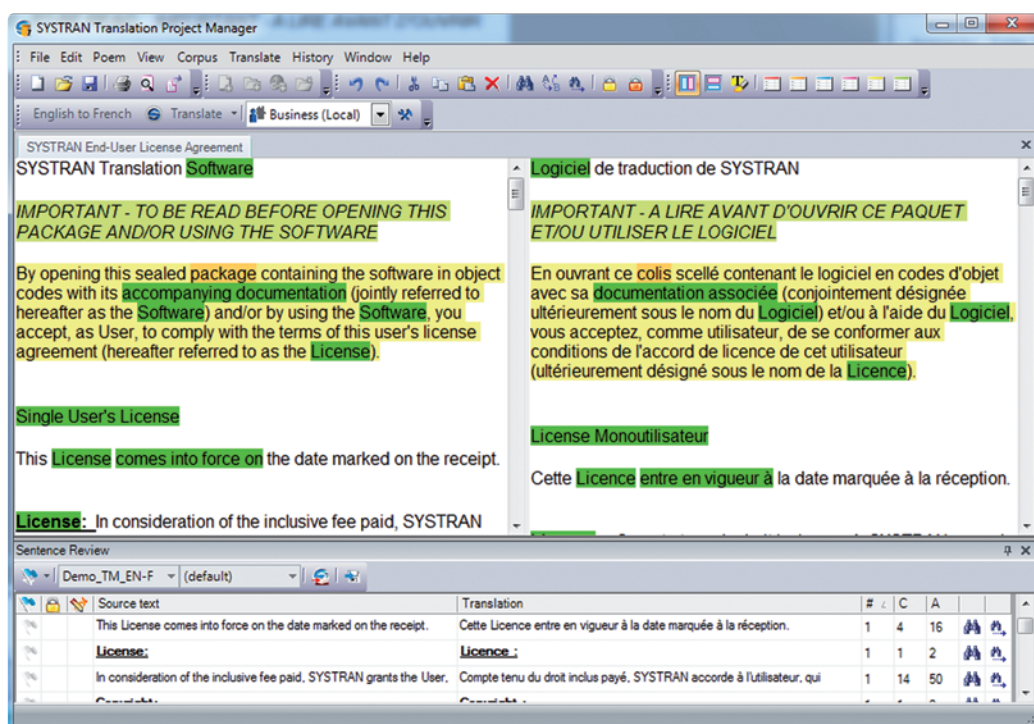 SYSTRAN Translation Project Manager
File Edit Poem View Corpus Translate History Window Help
English to French Translate Business (Local)
SYSTRAN End-User License Agreement
SYSTRAN Translation Software
IMPORTANT - TO BE READ BEFORE OPENING THIS
PACKAGE AND/OR USING THE SOFTWARE
By opening this sealed package containing the software in object
codes with its accompanying documentation (jointly referred to
hereafter as the Software) and/or by using the Software, you
accept, as User, to comply with the terms of this user's license
agreement (hereafter referred to as the License).
Single User's License
This License comes into force on the date marked on the receipt.
License: In consideration of the inclusive fee paid, SYSTRAN
Logiciel de traduction de SYSTRAN
IMPORTANT - A LIRE AVANT D'OUVRIR CE PAQUET
ET/OU UTILISER LE LOGICIEL
En ouvrant ce colis scellé contenant le logiciel en codes d'objet
avec sa documentation associée (conjointement désignée
ultérieurement sous le nom du Logiciel) et/ou à l'aide du Logiciel,
vous acceptez, comme utilisateur, de se conformer aux
conditions de l'accord de licence de cet utilisateur
(ultérieurement désigné sous le nom de la Licence).
License Monoutilisateur
Cette Licence entre en vigueur à la date marquée à la réception.
Sentence Review
Demo_TM_EN-F (default)
Source text Translation # C A
This License comes into force on the date marked on the receipt. Cette Licence entre en vigueur à la date marquée à la réception. 1 4 16
License: Licence : 1 1 2
In consideration of the inclusive fee paid, SYSTRAN grants the User, Compte tenu du droit inclus payé, SYSTRAN accorde à l'utilisateur, qui 1 14 50